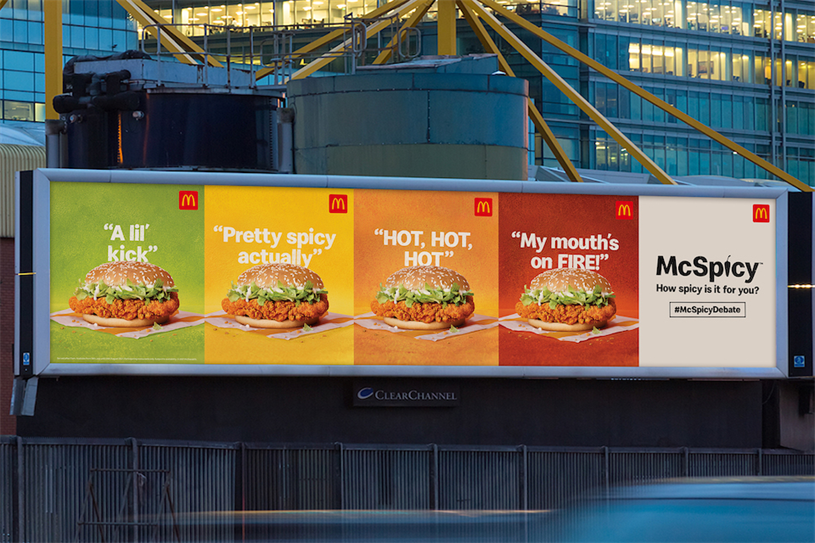 “A lil’
kick”
“Pretty spicy
actually”
“HOT, HOT,
HOT”
“My mouth’s
on FIRE!”
McSpicy™
How spicy is it for you?
#McSpicyDebate
CLEARCHANNEL